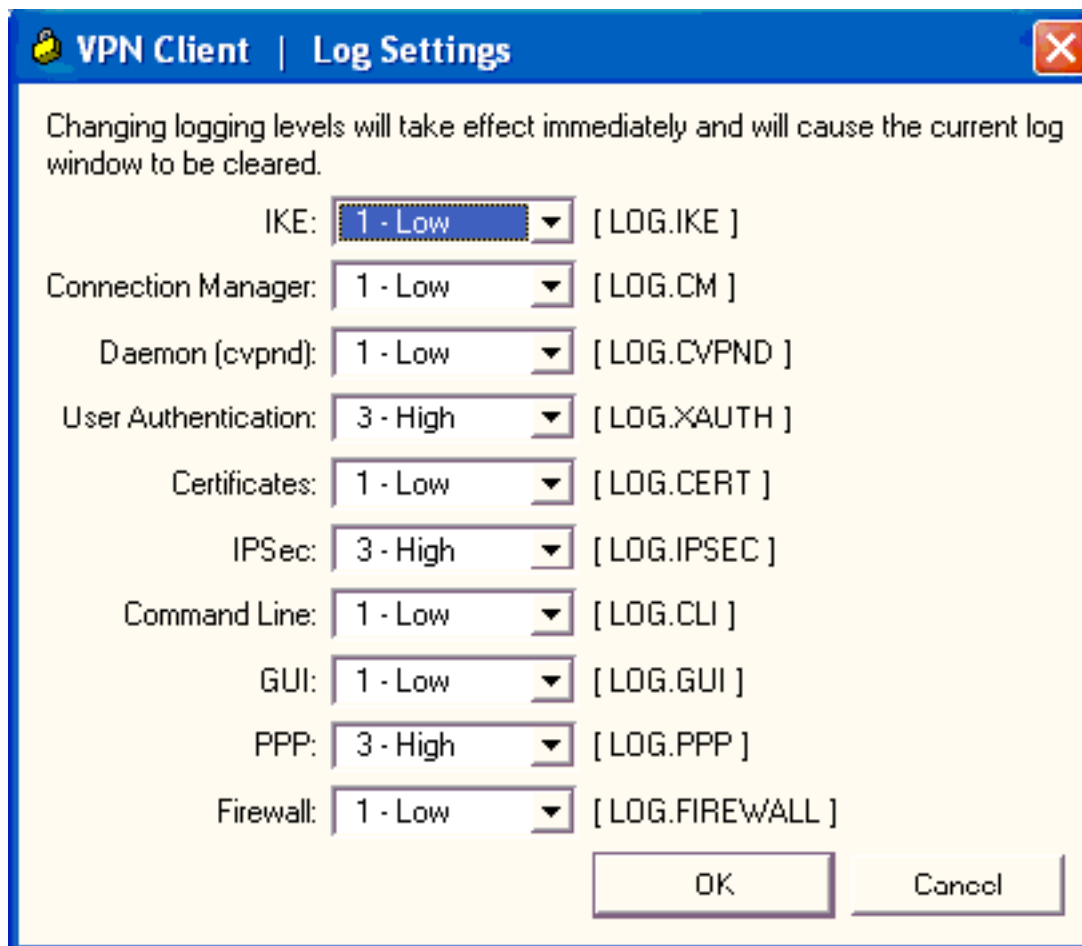 VPN Client | Log Settings
Changing logging levels will take effect immediately and will cause the current log
window to be cleared.
IKE: 1 - Low [ LOG.IKE ]
Connection Manager: 1 - Low [ LOG.CM ]
Daemon (cvpnd): 1 - Low [ LOG.CVPND ]
User Authentication: 3 - High [ LOG.XAUTH ]
Certificates: 1 - Low [ LOG.CERT ]
IPSec: 3 - High [ LOG.IPSEC ]
Command Line: 1 - Low [ LOG.CLI ]
GUI: 1 - Low [ LOG.GUI ]
PPP: 3 - High [ LOG.PPP ]
Firewall: 1 - Low [ LOG.FIREWALL ]
OK Cancel